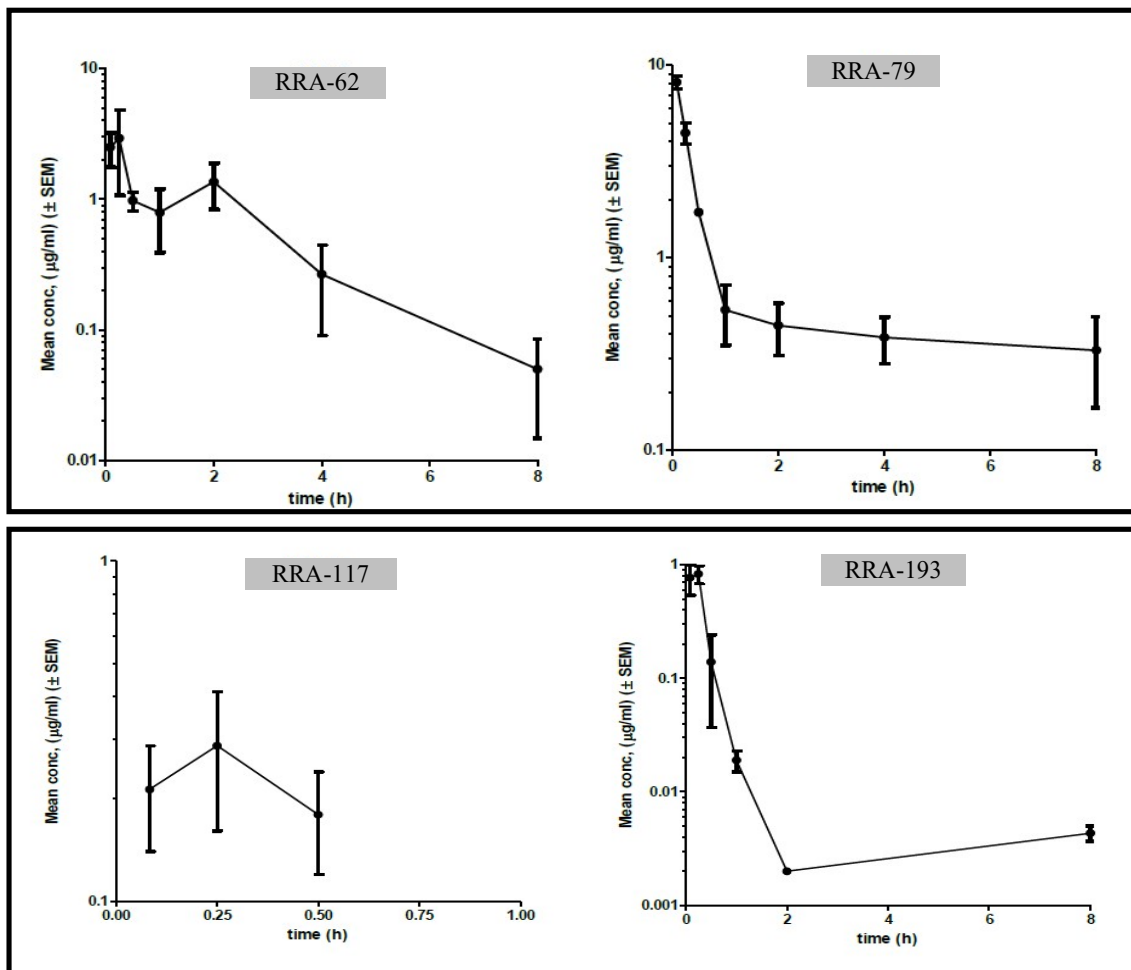 RRA-62
Mean conc, ( μg/ml) (± SEM)
10
1
0.1
0.01
0 2 4 6 8
time (h)
RRA-79
Mean conc, (μg/ml) (± SEM)
10
1
0.1
0 2 4 6 8
time (h)
RRA-117
Mean conc, (μg/ml) (± SEM)
1
0.1
0.00 0.25 0.50 0.75 1.00
time (h)
RRA-193
Mean conc, (μg/ml) (± SEM)
1
0.1
0.01
0.001
0 2 4 6 8
time (h)